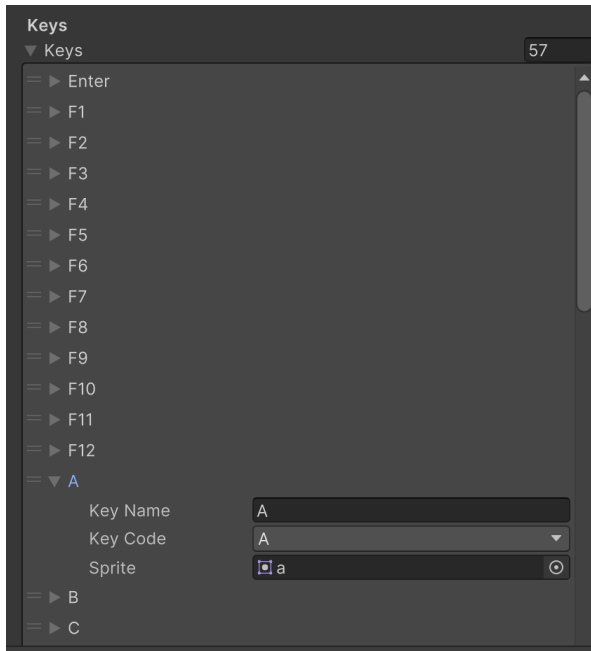 Keys
Keys 57
Enter
F1
F2
F3
F4
F5
F6
F7
F8
F9
F10
F11
F12
A
Key Name A
Key Code A
Sprite a
B
C